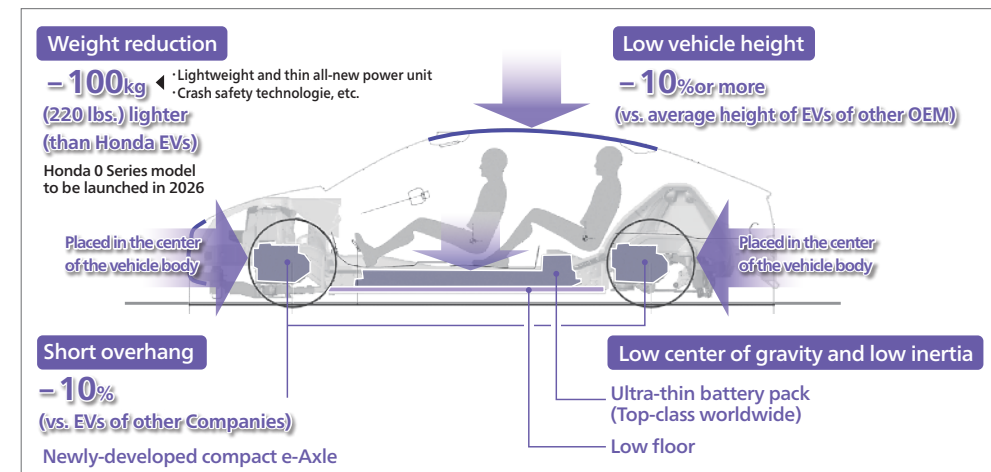 Weight reduction
–100kg
·Lightweight and thin all-new power unit
·Crash safety technologie, etc.
(220 lbs.) lighter
(than Honda EVs)
Honda 0 Series model
to be launched in 2026
Low vehicle height
–10%or more
(vs. average height of EVs of other OEM)
Placed in the center
of the vehicle body
Placed in the center
of the vehicle body
Short overhang
–10%
(vs. EVs of other Companies)
Newly-developed compact e-Axle
Low center of gravity and low inertia
Ultra-thin battery pack
(Top-class worldwide)
Low floor